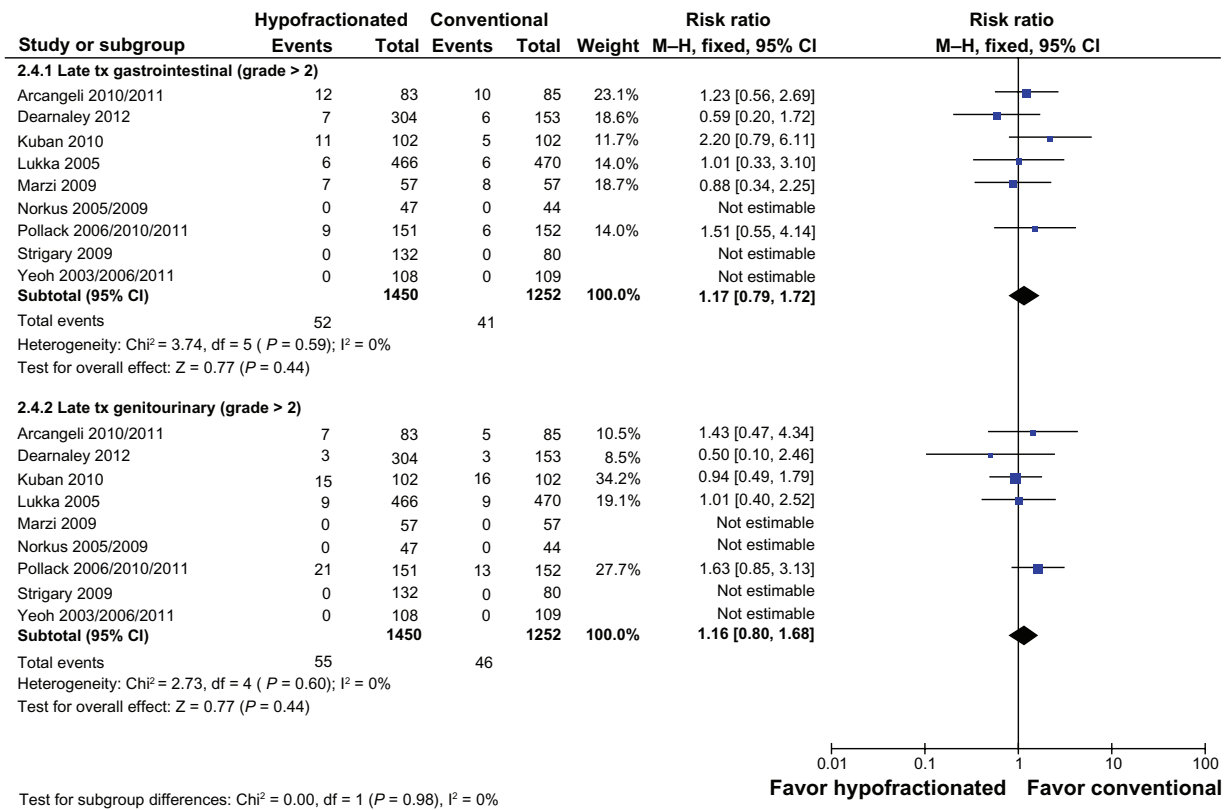 Hypofractionated Conventional Risk ratio Risk ratio
Study or subgroup Events Total Events Total Weight M–H, fixed, 95% CI M–H, fixed, 95% CI
2.4.1 Late tx gastrointestinal (grade > 2)
Arcangeli 2010/2011 12 83 10 85 23.1% 1.23 [0.56, 2.69]
Dearnaley 2012 7 304 6 153 18.6% 0.59 [0.20, 1.72]
Kuban 2010 11 102 5 102 11.7% 2.20 [0.79, 6.11]
Lukka 2005 6 466 6 470 14.0% 1.01 [0.33, 3.10]
Marzi 2009 7 57 8 57 18.7% 0.88 [0.34, 2.25]
Norkus 2005/2009 0 47 0 44 Not estimable
Pollack 2006/2010/2011 9 151 6 152 14.0% 1.51 [0.55, 4.14]
Strigary 2009 0 132 0 80 Not estimable
Yeoh 2003/2006/2011 0 108 0 109 Not estimable
Subtotal (95% CI) 1450 1252 100.0% 1.17 [0.79, 1.72]
Total events 52 41
Heterogeneity: Chi² = 3.74, df = 5 ( P = 0.59); I² = 0%
Test for overall effect: Z = 0.77 (P = 0.44)
2.4.2 Late tx genitourinary (grade > 2)
Arcangeli 2010/2011 7 83 5 85 10.5% 1.43 [0.47, 4.34]
Dearnaley 2012 3 304 3 153 8.5% 0.50 [0.10, 2.46]
Kuban 2010 15 102 16 102 34.2% 0.94 [0.49, 1.79]
Lukka 2005 9 466 9 470 19.1% 1.01 [0.40, 2.52]
Marzi 2009 0 57 0 57 Not estimable
Norkus 2005/2009 0 47 0 44 Not estimable
Pollack 2006/2010/2011 21 151 13 152 27.7% 1.63 [0.85, 3.13]
Strigary 2009 0 132 0 80 Not estimable
Yeoh 2003/2006/2011 0 108 0 109 Not estimable
Subtotal (95% CI) 1450 1252 100.0% 1.16 [0.80, 1.68]
Total events 55 46
Heterogeneity: Chi² = 2.73, df = 4 ( P = 0.60); I² = 0%
Test for overall effect: Z = 0.77 (P = 0.44)
0.01 0.1 1 10 100
Favor hypofractionated Favor conventional
Test for subgroup differences: Chi² = 0.00, df = 1 (P = 0.98), I² = 0%